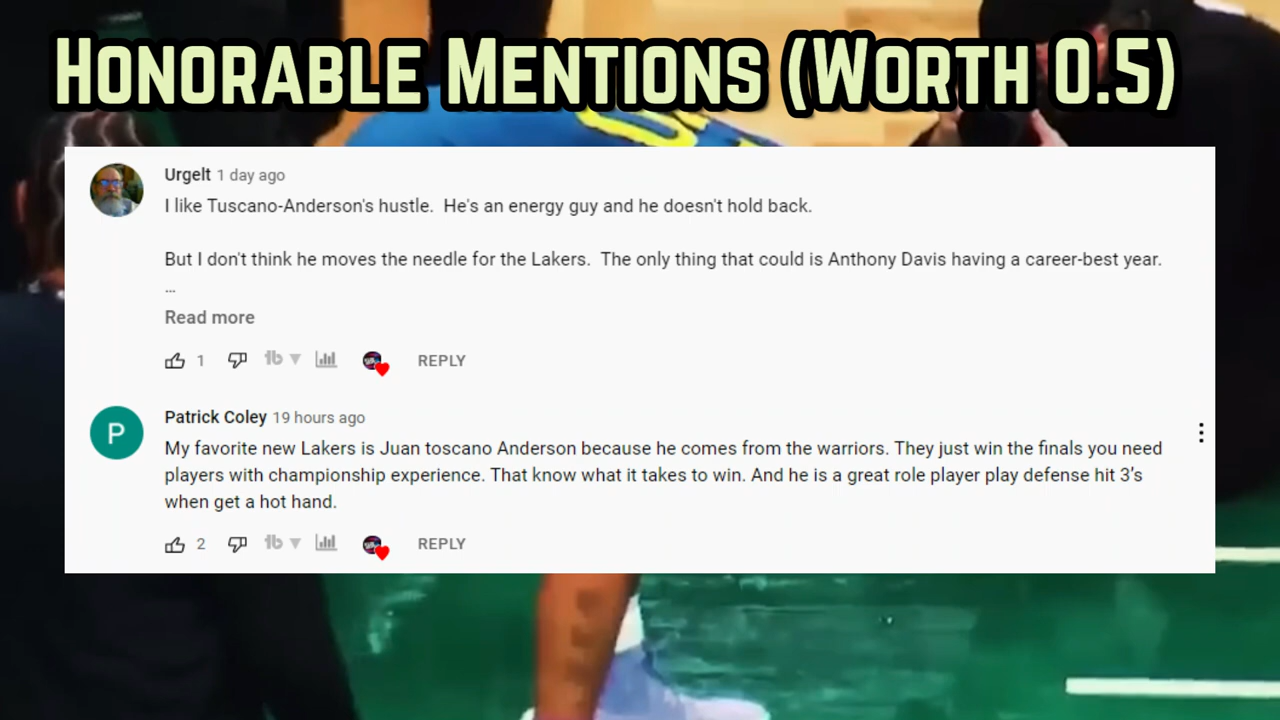 HONORABLE MENTIONS (WORTH 0.5)
Urgelt 1 day ago
I like Tuscano-Anderson's hustle.  He's an energy guy and he doesn't hold back.
But I don't think he moves the needle for the Lakers.  The only thing that could is Anthony Davis having a career-best year.
...
Read more
1 REPLY
P
Patrick Coley 19 hours ago
My favorite new Lakers is Juan toscano Anderson because he comes from the warriors. They just win the finals you need
players with championship experience. That know what it takes to win. And he is a great role player play defense hit 3's
when get a hot hand.
2 REPLY